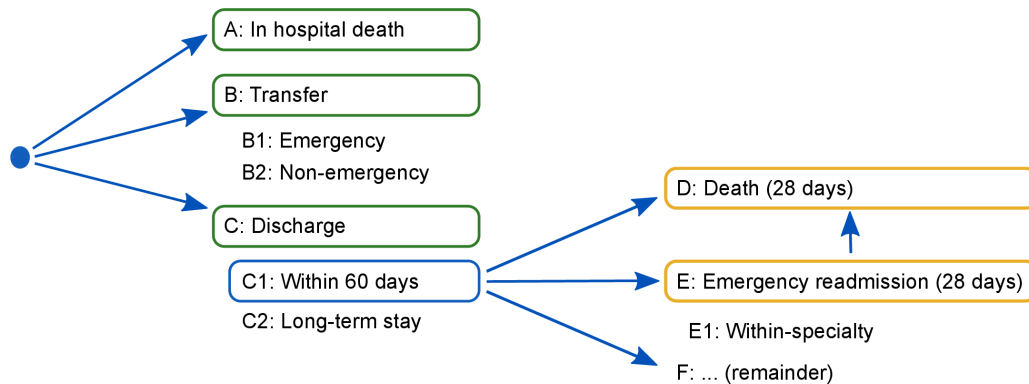 A: In hospital death
B: Transfer
B1: Emergency
B2: Non-emergency
C: Discharge
C1: Within 60 days
C2: Long-term stay
D: Death (28 days)
E: Emergency readmission (28 days)
E1: Within-specialty
F: ... (remainder)